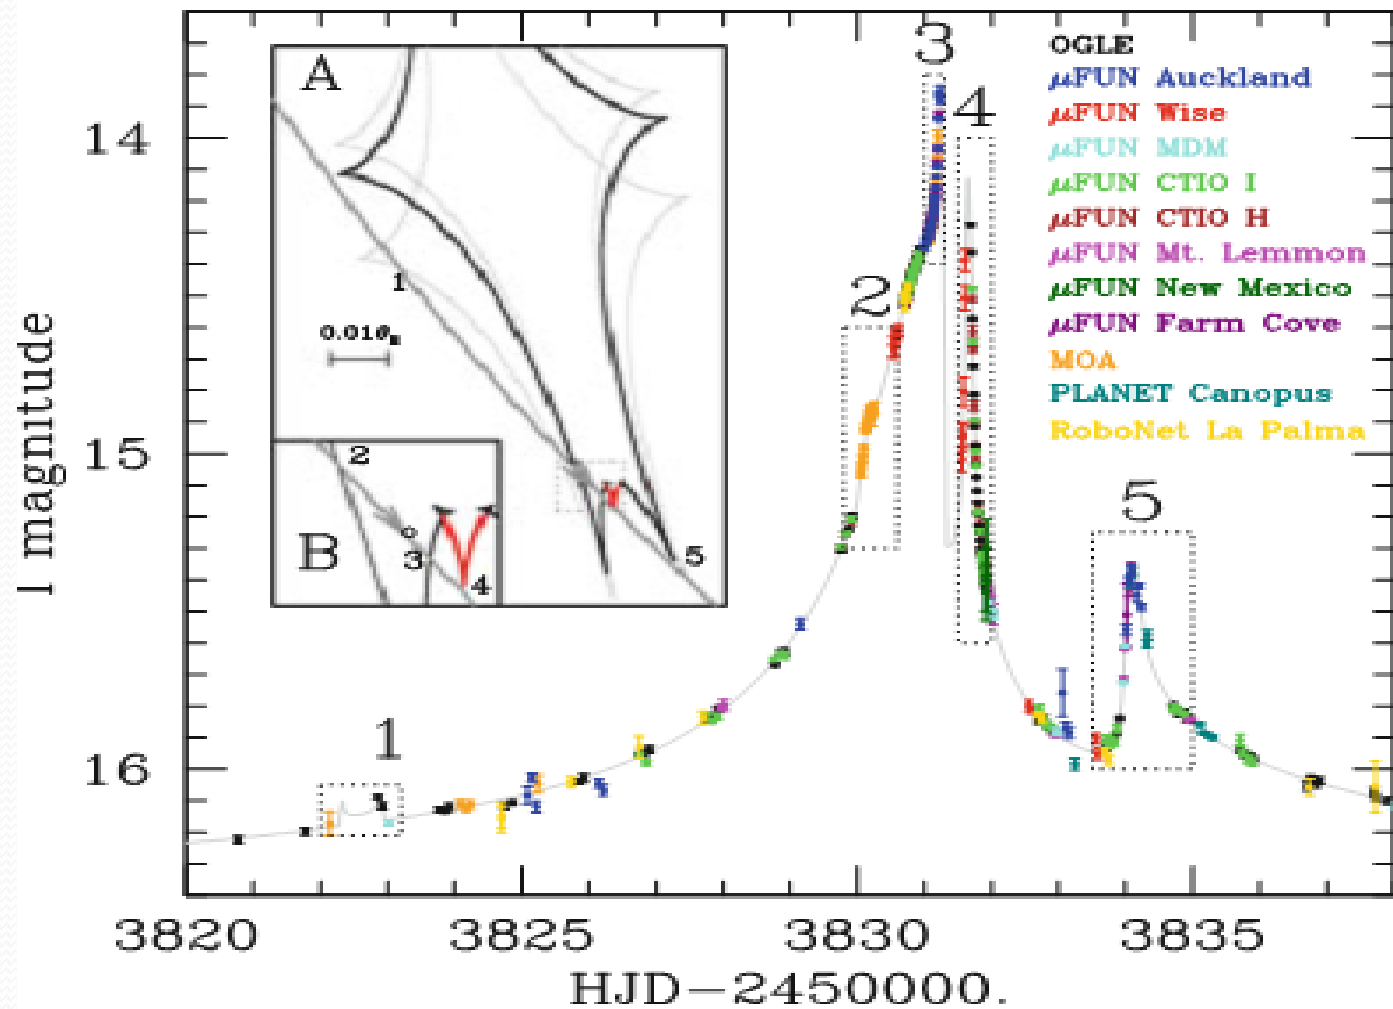 3
4
2
1
5
14
15
16
I magnitude
A
1
0.01θE
5
B
2
3
4
OGLE
μFUN Auckland
μFUN Wise
μFUN MDM
μFUN CTIO I
μFUN CTIO H
μFUN Mt. Lemmon
μFUN New Mexico
μFUN Farm Cove
MOA
PLANET Canopus
RoboNet La Palma
3820 3825 3830 3835
HJD−2450000.